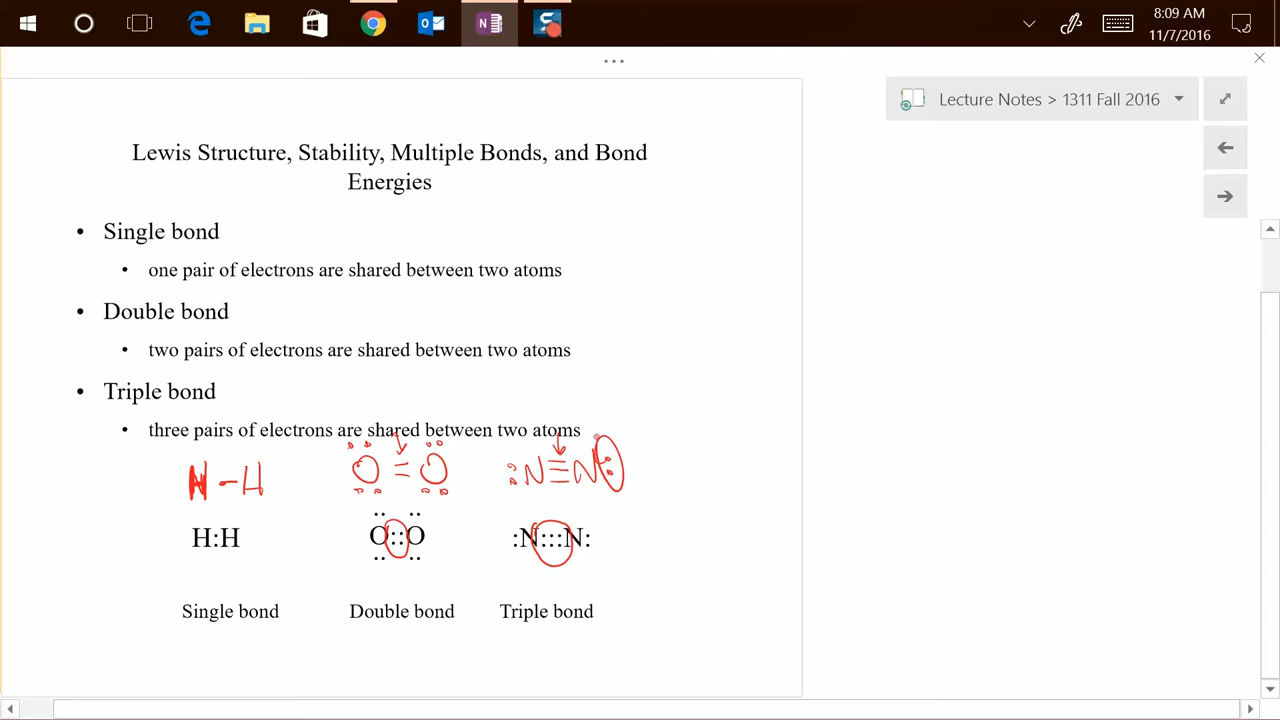 8:09 AM
11/7/2016
Lecture Notes > 1311 Fall 2016
Lewis Structure, Stability, Multiple Bonds, and Bond
Energies
• Single bond
• one pair of electrons are shared between two atoms
• Double bond
• two pairs of electrons are shared between two atoms
• Triple bond
• three pairs of electrons are shared between two atoms
H - H
O = O
:N≡N:
H:H
O::O
:N:::N:
Single bond
Double bond
Triple bond